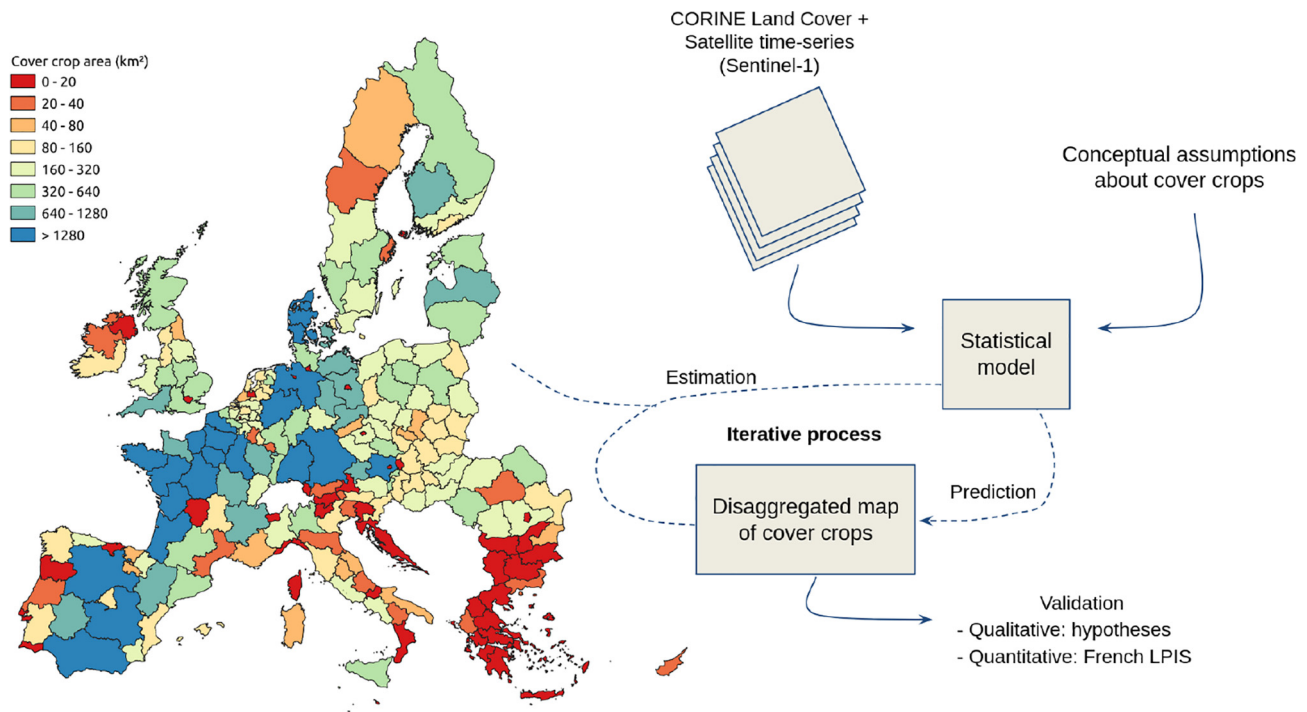 Cover crop area (km²)
0 - 20
20 - 40
40 - 80
80 - 160
160 - 320
320 - 640
640 - 1280
> 1280
CORINE Land Cover +
Satellite time-series
(Sentinel-1)
Conceptual assumptions
about cover crops
Statistical
model
Estimation
Iterative process
Prediction
Disaggregated map
of cover crops
Validation
- Qualitative: hypotheses
- Quantitative: French LPIS